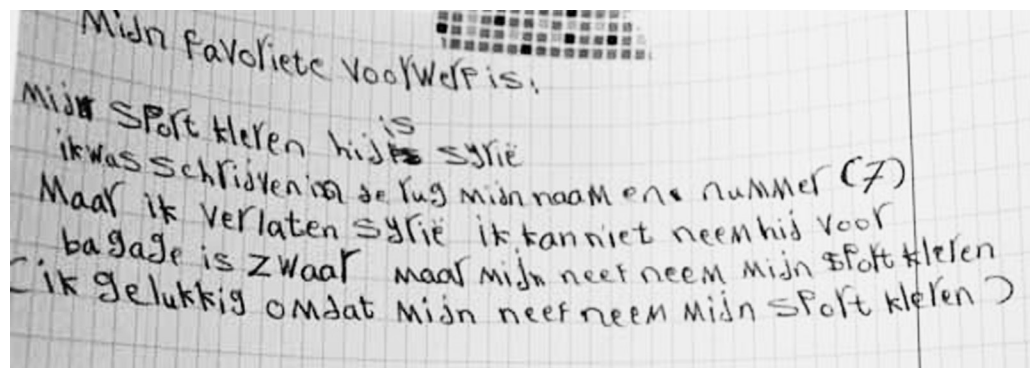 Mijn favoriete voorwerp is:
Mijn sport kleren hij is syrië
ik was schrijven in de rug mijn naam en nummer (7)
Maar ik verlaten syrië ik kan niet neem hij voor
bagage is zwaar maar mijn neef neem mijn sport kleren
(ik gelukkig omdat mijn neef neem mijn sport kleren)